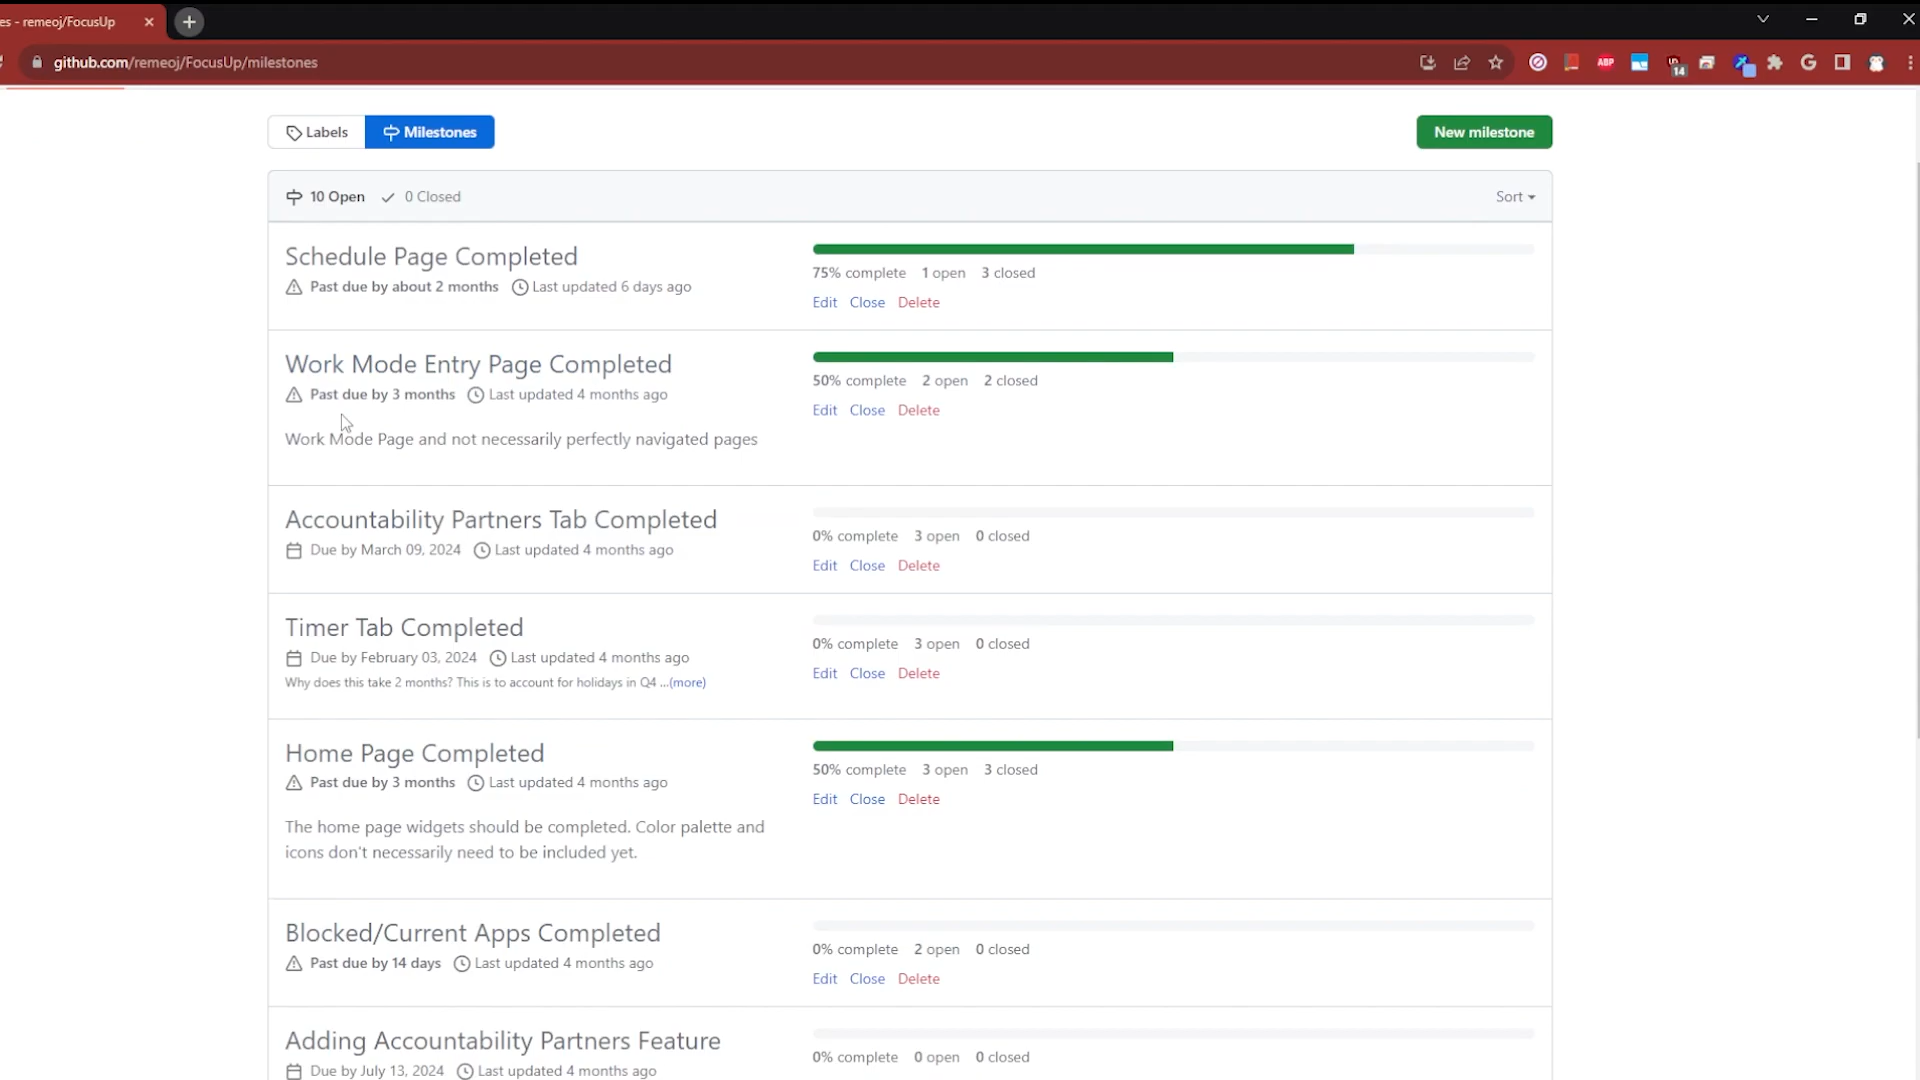 es - remeoj/FocusUp
github.com/remeoj/FocusUp/milestones
ABP
14
G
Labels
Milestones
New milestone
10 Open
0 Closed
Sort
Schedule Page Completed
Past due by about 2 months
Last updated 6 days ago
75% complete 1 open 3 closed
Edit Close Delete
Work Mode Entry Page Completed
Past due by 3 months
Last updated 4 months ago
Work Mode Page and not necessarily perfectly navigated pages
50% complete 2 open 2 closed
Edit Close Delete
Accountability Partners Tab Completed
Due by March 09, 2024
Last updated 4 months ago
0% complete 3 open 0 closed
Edit Close Delete
Timer Tab Completed
Due by February 03, 2024
Last updated 4 months ago
Why does this take 2 months? This is to account for holidays in Q4 ...(more)
0% complete 3 open 0 closed
Edit Close Delete
Home Page Completed
Past due by 3 months
Last updated 4 months ago
The home page widgets should be completed. Color palette and
icons don't necessarily need to be included yet.
50% complete 3 open 3 closed
Edit Close Delete
Blocked/Current Apps Completed
Past due by 14 days
Last updated 4 months ago
0% complete 2 open 0 closed
Edit Close Delete
Adding Accountability Partners Feature
Due by July 13, 2024
Last updated 4 months ago
0% complete 0 open 0 closed